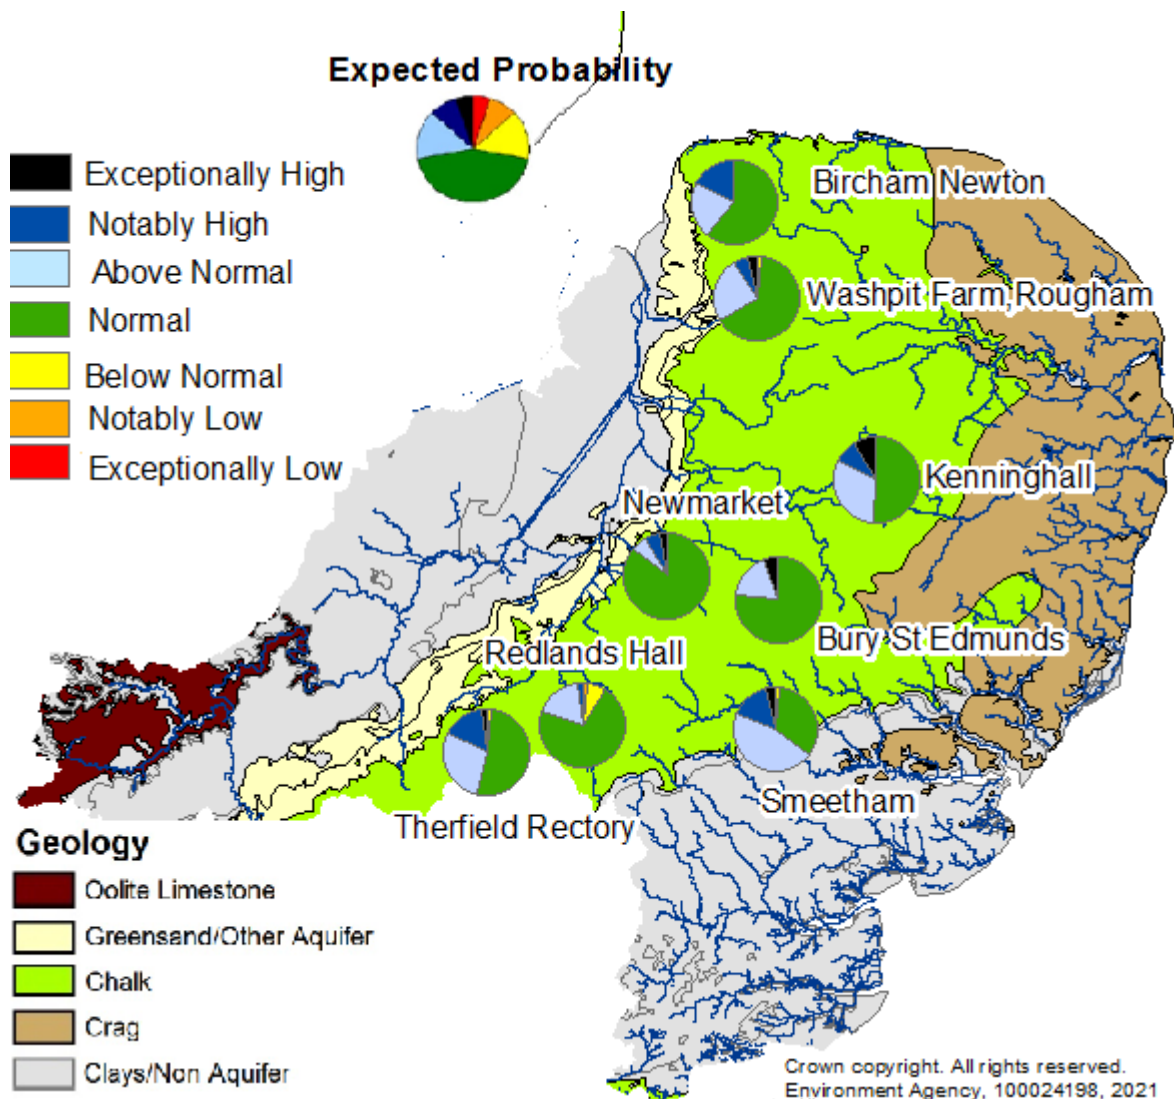 Expected Probability
Exceptionally High
Notably High
Above Normal
Normal
Below Normal
Notably Low
Exceptionally Low
Bircham Newton
Washpit Farm,Rougham
Kenninghall
Newmarket
Bury St Edmunds
Redlands Hall
Smeetham
Therfield Rectory
Geology
Oolite Limestone
Greensand/Other Aquifer
Chalk
Crag
Clays/Non Aquifer
Crown copyright. All rights reserved.
Environment Agency, 100024198, 2021